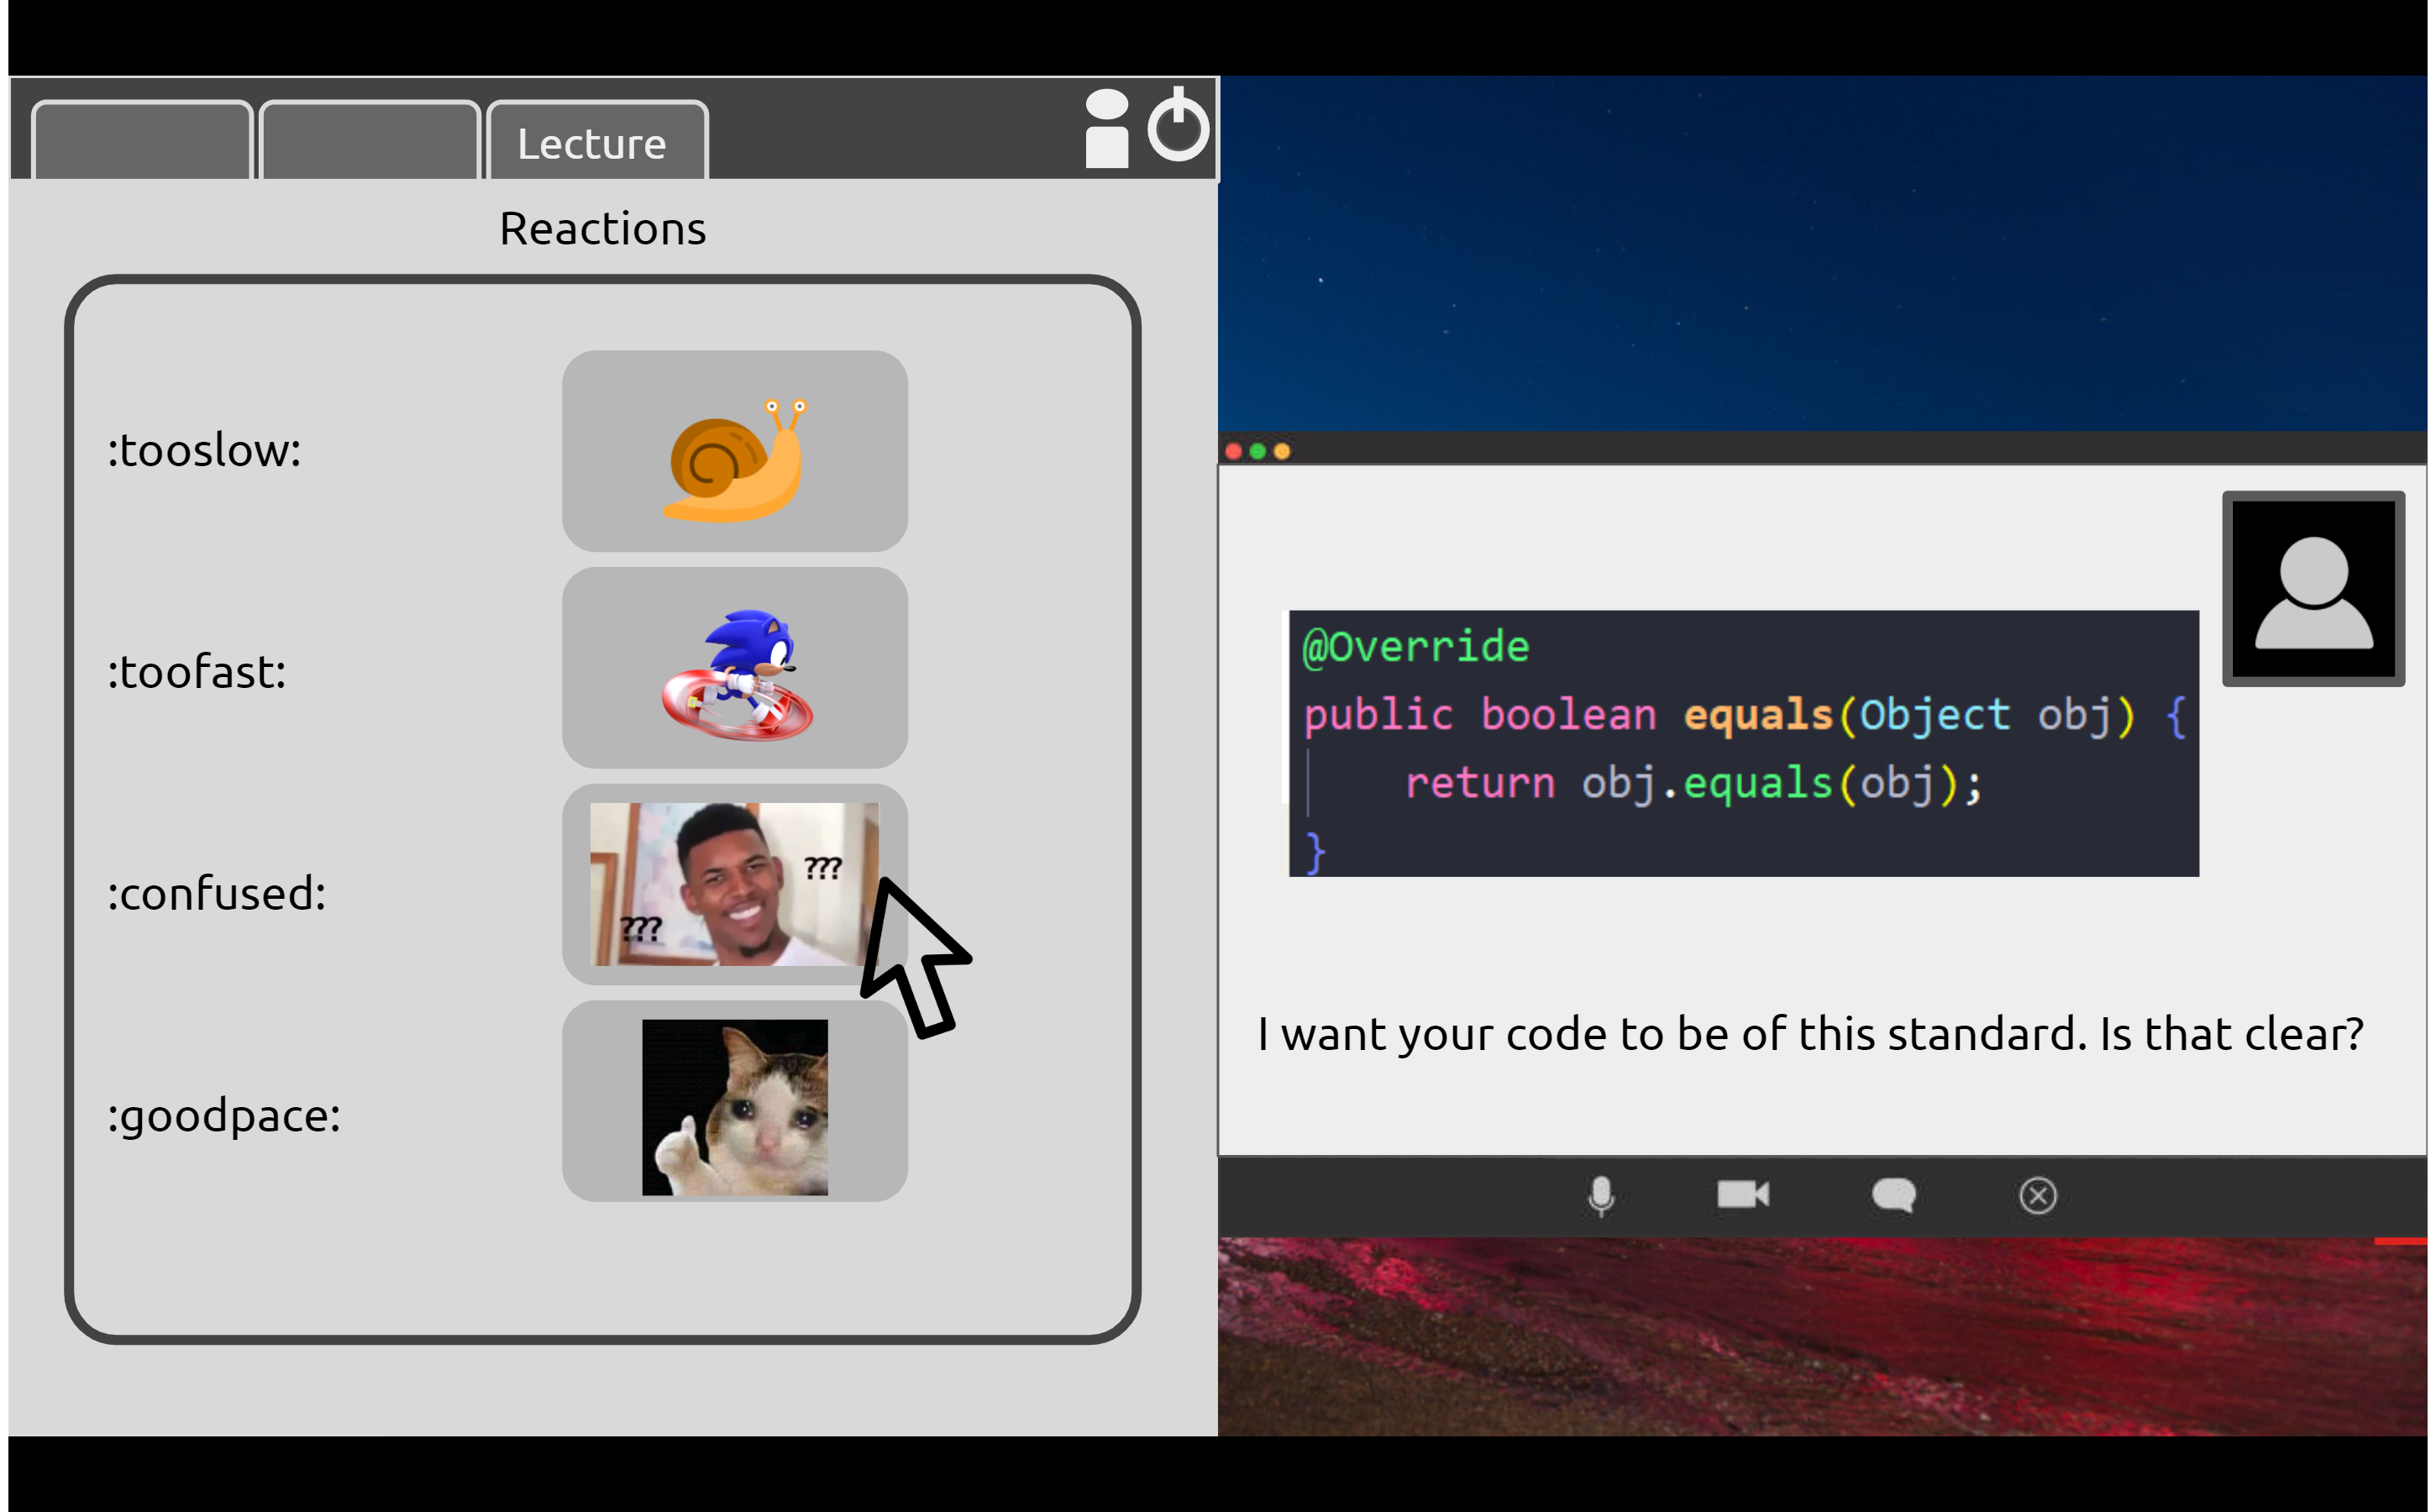 Lecture
Reactions
:tooslow:
:toofast:
:confused:
???
???
:goodpace:
@Override
public boolean equals(Object obj) {
    return obj.equals(obj);
}
I want your code to be of this standard. Is that clear?